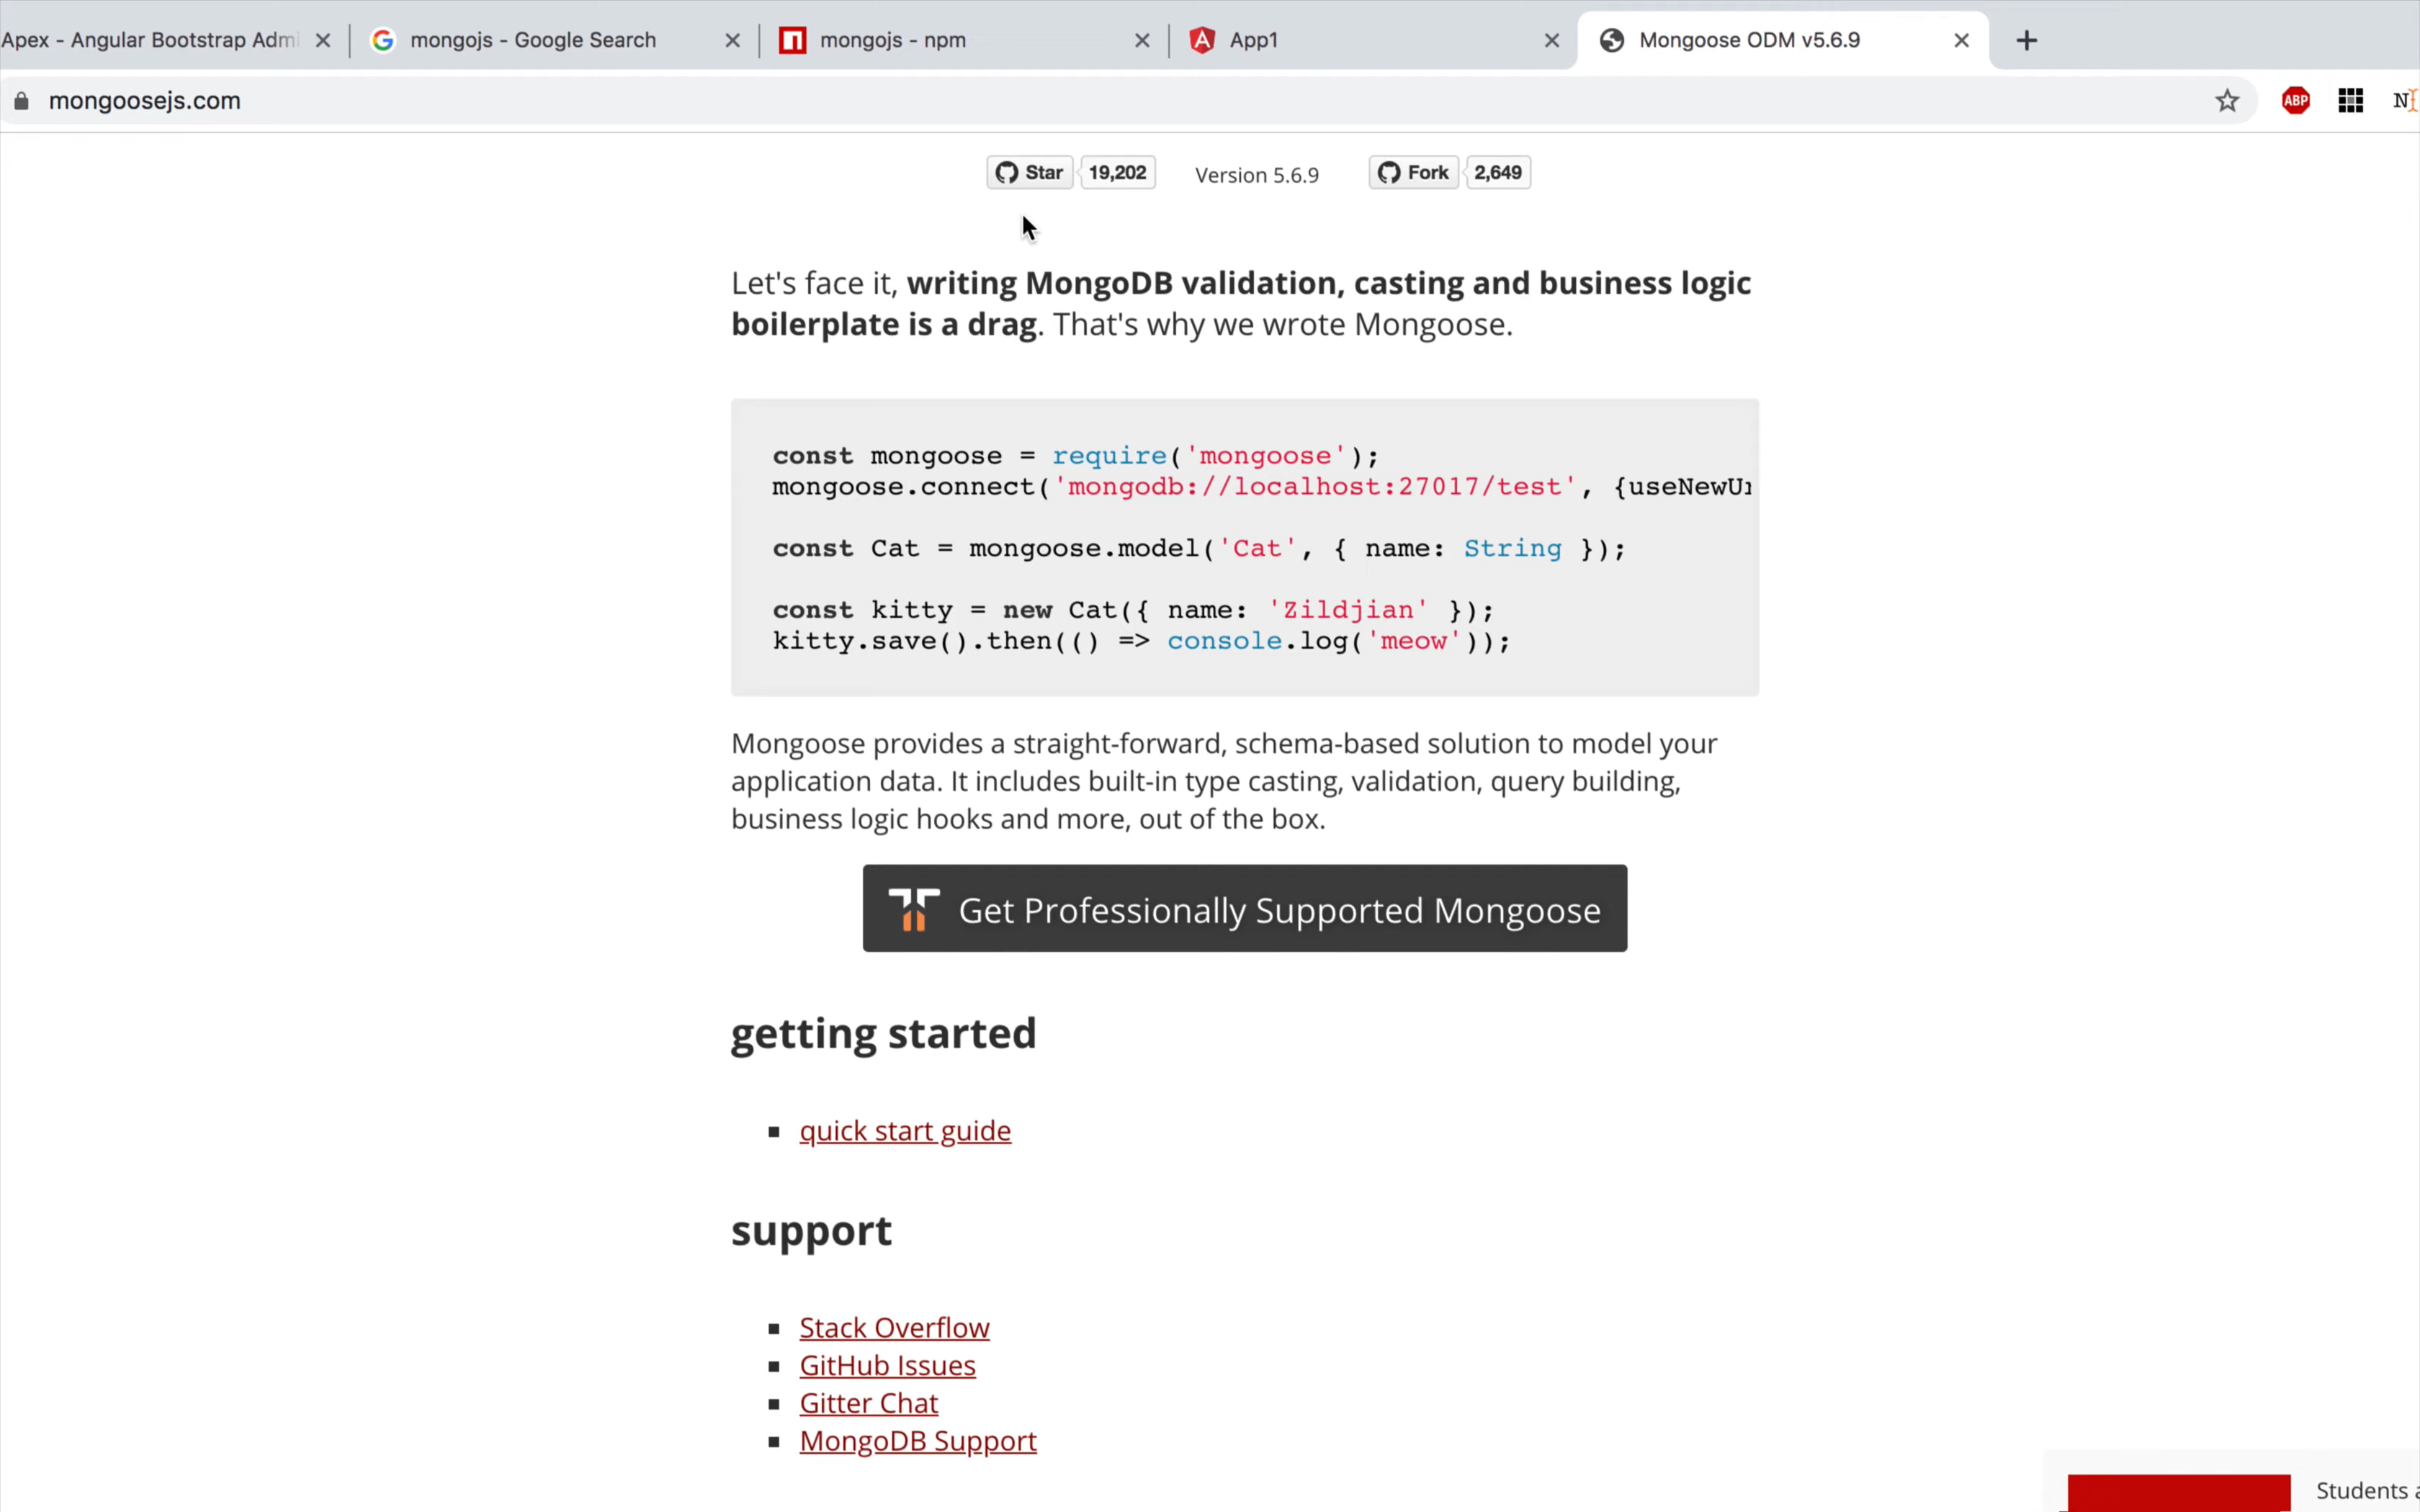 Apex - Angular Bootstrap Admi
mongojs - Google Search
mongojs - npm
App1
Mongoose ODM v5.6.9
mongoosejs.com
ABP
Star 19,202 Version 5.6.9 Fork 2,649
Let's face it, writing MongoDB validation, casting and business logic
boilerplate is a drag. That's why we wrote Mongoose.
const mongoose = require('mongoose');
mongoose.connect('mongodb://localhost:27017/test', {useNewUr
const Cat = mongoose.model('Cat', { name: String });
const kitty = new Cat({ name: 'Zildjian' });
kitty.save().then(() => console.log('meow'));
Mongoose provides a straight-forward, schema-based solution to model your
application data. It includes built-in type casting, validation, query building,
business logic hooks and more, out of the box.
Get Professionally Supported Mongoose
getting started
quick start guide
support
Stack Overflow
GitHub Issues
Gitter Chat
MongoDB Support
Students